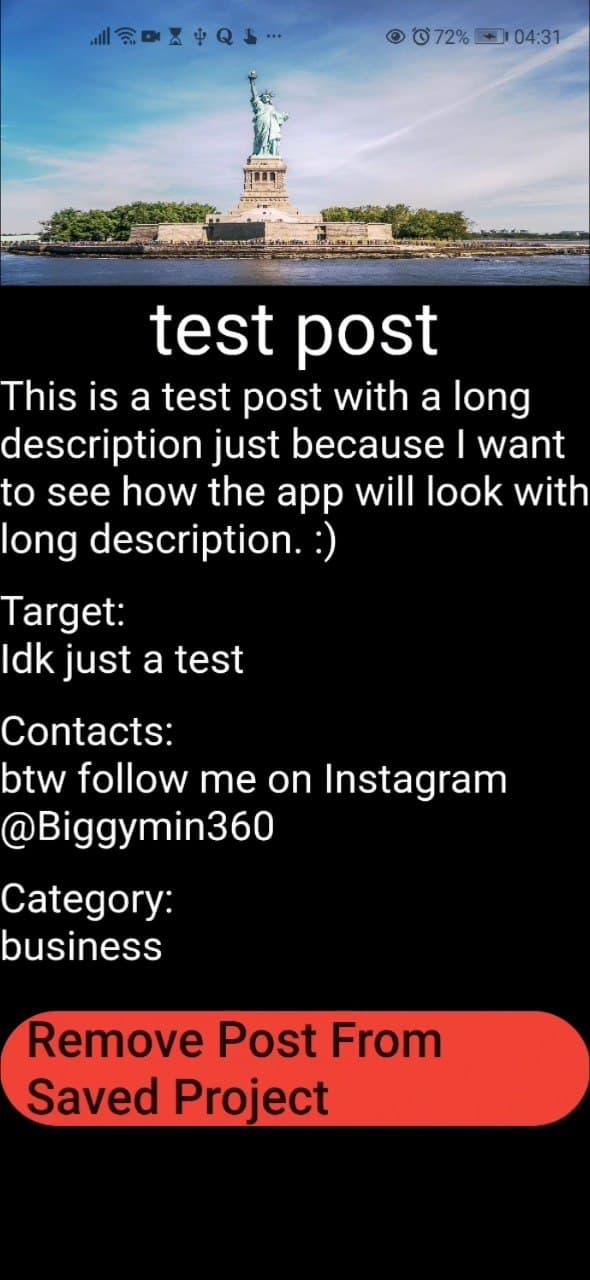 72% 04:31
test post
This is a test post with a long
description just because I want
to see how the app will look with
long description. :)
Target:
Idk just a test
Contacts:
btw follow me on Instagram
@Biggymin360
Category:
business
Remove Post From
Saved Project